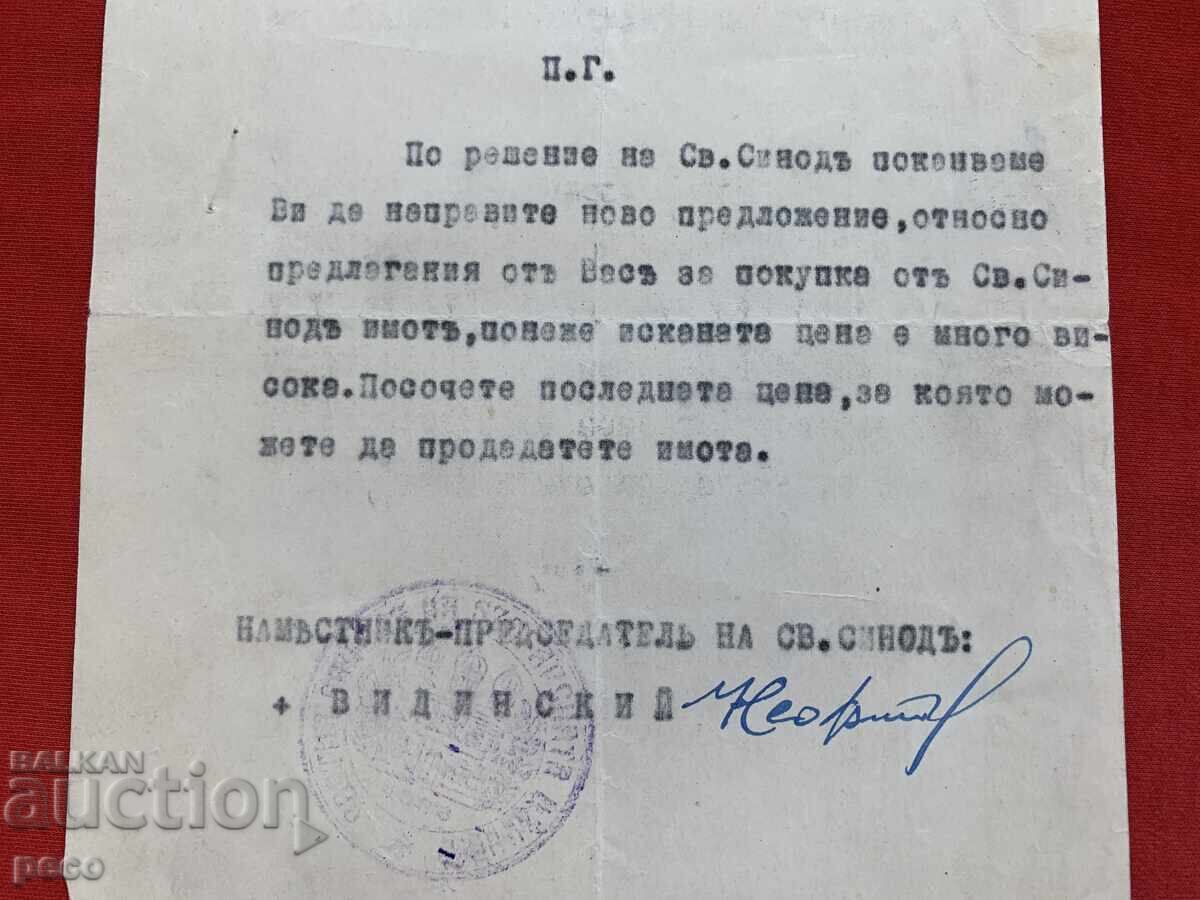 П.Г.
По решение на Св.Синодъ поканваме
Ви да направите ново предложение,относно
предлагания отъ Васъ за покупка отъ Св.Си-
нодъ имотъ,понеже исканата цена е много ви-
сока.Посочете последната цена,за която мо-
жете да продадатете имота.
НАМѢСТНИКЪ-ПРЕДСЕДАТЕЛЬ НА СВ.СИНОДЪ:
+ ВИДИНСКИЙ Неофитъ
BALKAN
auction
peco